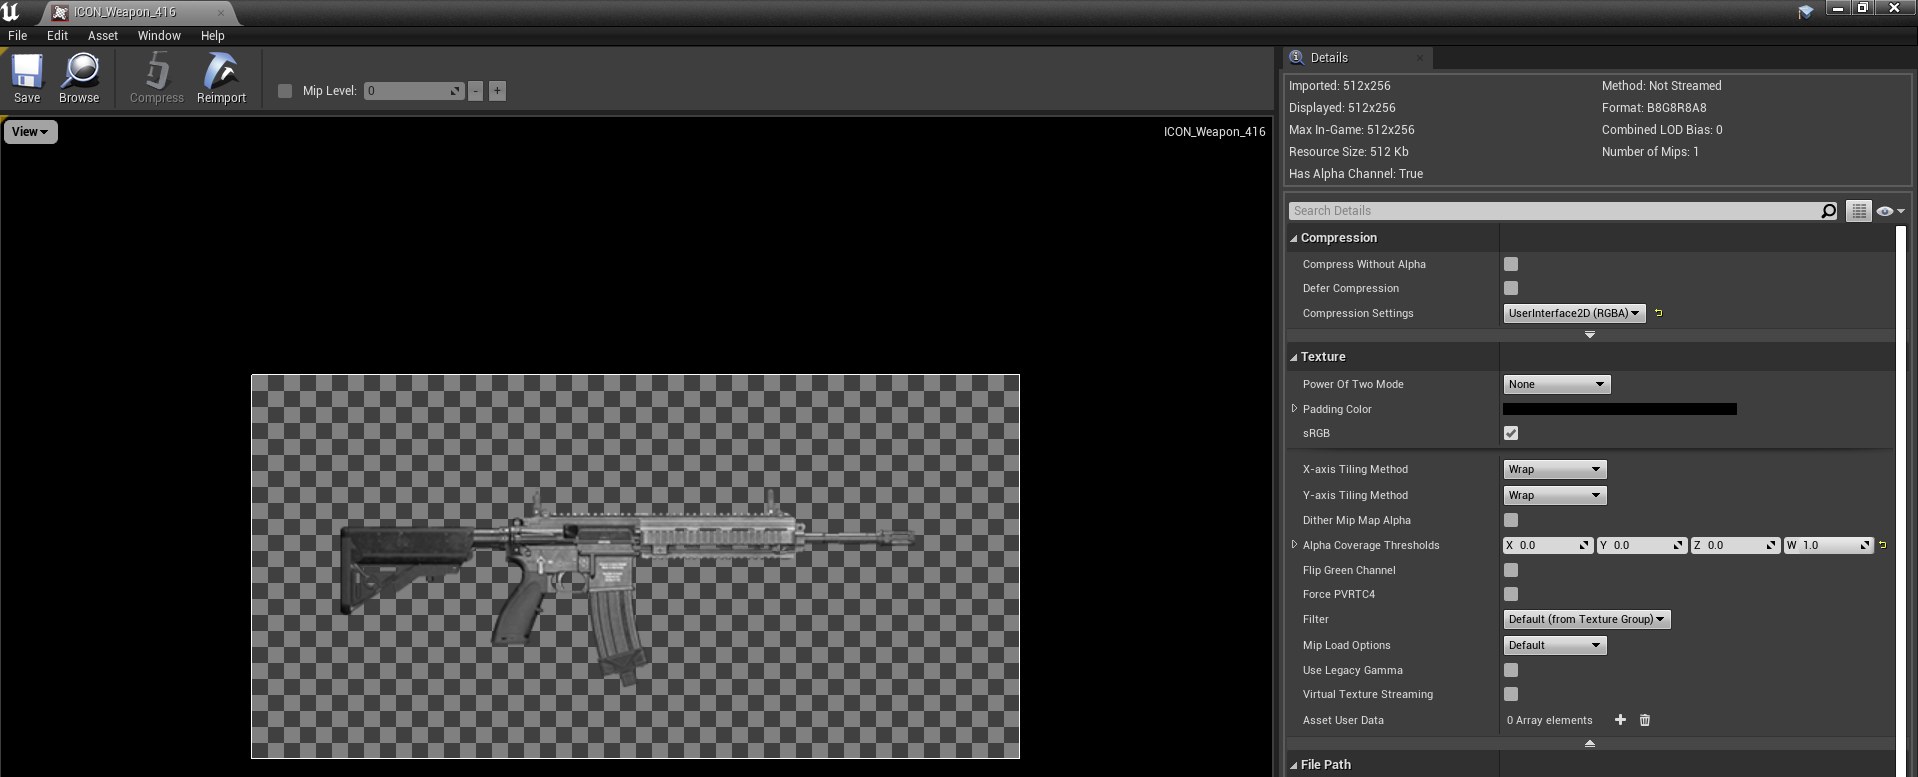 ICON_Weapon_416
File Edit Asset Window Help
Save Browse Compress Reimport Mip Level: 0 - +
View
ICON_Weapon_416
Details
Imported: 512x256 Method: Not Streamed
Displayed: 512x256 Format: B8G8R8A8
Max In-Game: 512x256 Combined LOD Bias: 0
Resource Size: 512 Kb Number of Mips: 1
Has Alpha Channel: True
Search Details
Compression
Compress Without Alpha
Defer Compression
Compression Settings UserInterface2D (RGBA)
Texture
Power Of Two Mode None
Padding Color
sRGB
X-axis Tiling Method Wrap
Y-axis Tiling Method Wrap
Dither Mip Map Alpha
Alpha Coverage Thresholds X 0.0 Y 0.0 Z 0.0 W 1.0
Flip Green Channel
Force PVRTC4
Filter Default (from Texture Group)
Mip Load Options Default
Use Legacy Gamma
Virtual Texture Streaming
Asset User Data 0 Array elements
File Path